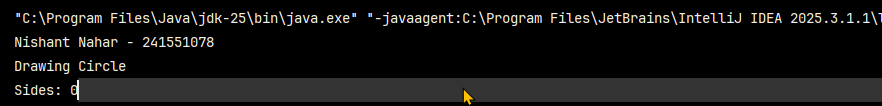 "C:\Program Files\Java\jdk-25\bin\java.exe" "-javaagent:C:\Program Files\JetBrains\IntelliJ IDEA 2025.3.1.1\
Nishant Nahar - 241551078
Drawing Circle
Sides: 0